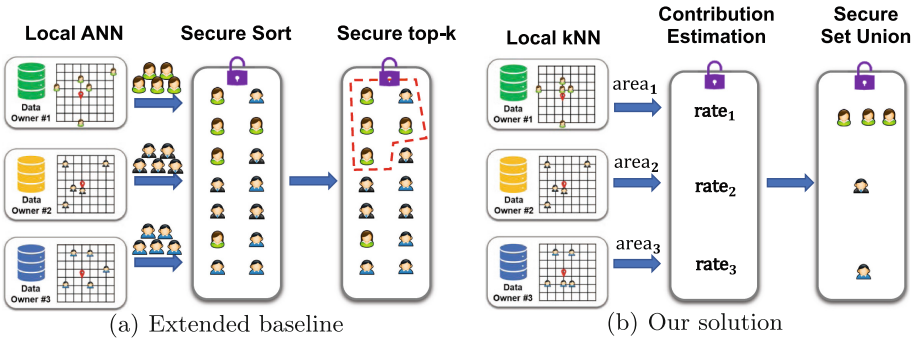 Local ANN
Secure Sort
Secure top-k
Data
Owner #1
Data
Owner #2
Data
Owner #3
(a) Extended baseline
Local kNN
Contribution
Estimation
Secure
Set Union
Data
Owner #1
area₁
rate₁
Data
Owner #2
area₂
rate₂
Data
Owner #3
area₃
rate₃
(b) Our solution